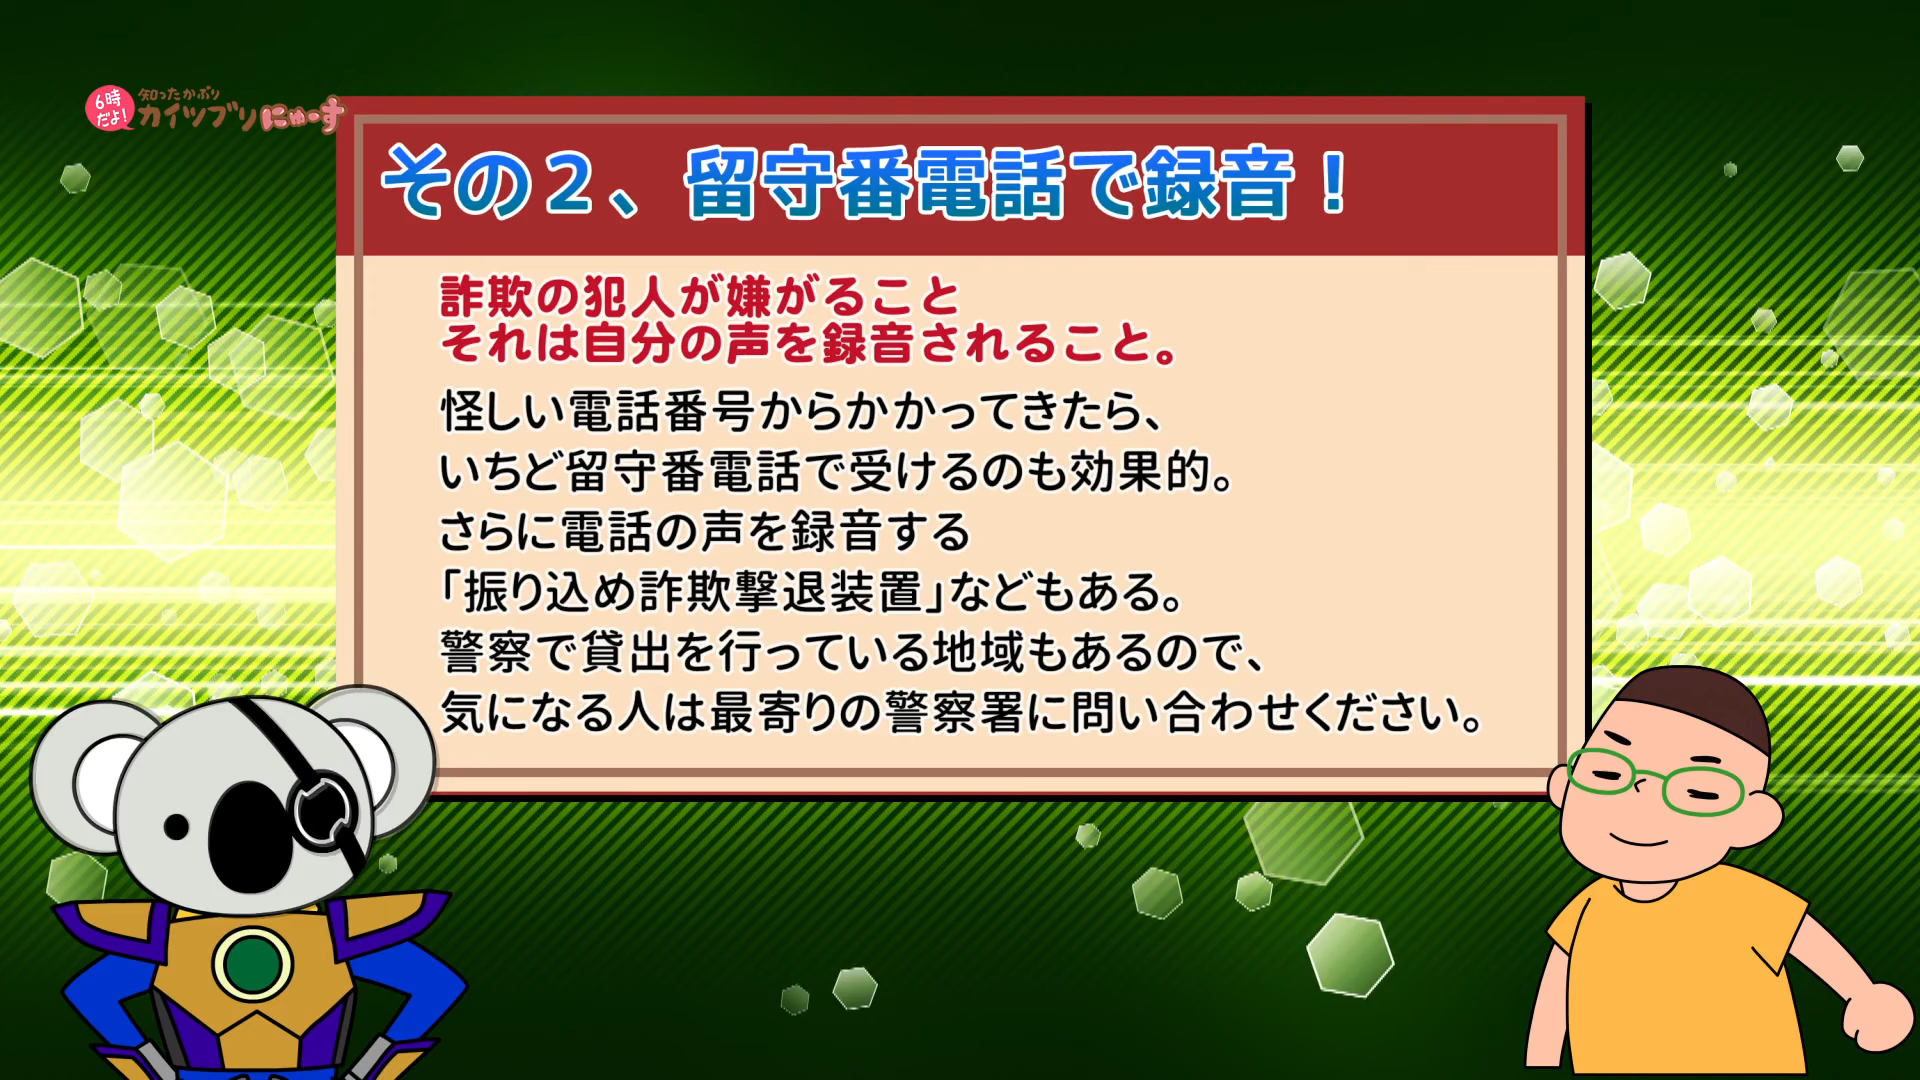 6時だよ!
知ったかぶり
カイツブリにゅーす
その２、留守番電話で録音！
詐欺の犯人が嫌がること
それは自分の声を録音されること。
怪しい電話番号からかかってきたら、
いちど留守番電話で受けるのも効果的。
さらに電話の声を録音する
「振り込め詐欺撃退装置」などもある。
警察で貸出を行っている地域もあるので、
気になる人は最寄りの警察署に問い合わせください。